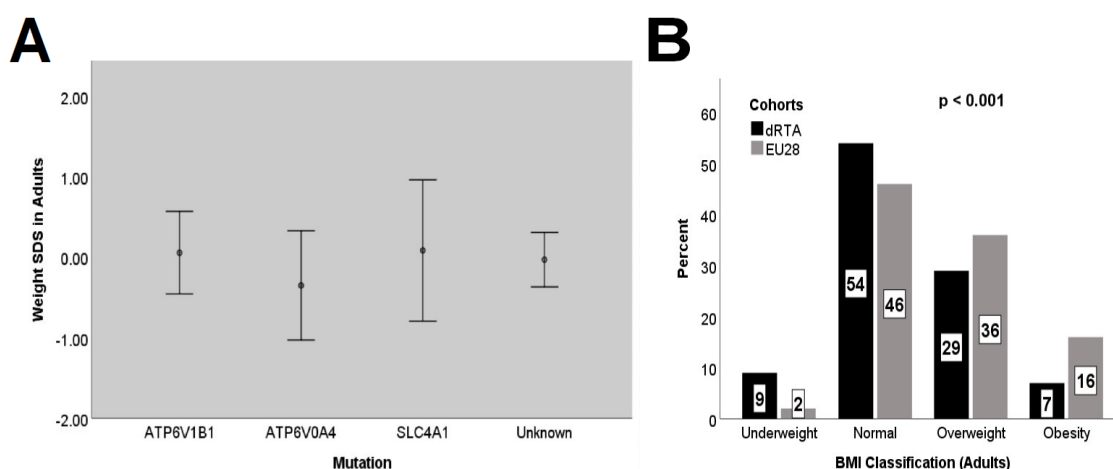 A
Weight SDS in Adults
2.00
1.00
0.00
-1.00
-2.00
ATP6V1B1 ATP6V0A4 SLC4A1 Unknown
Mutation
B
Cohorts
dRTA
EU28
p < 0.001
Percent
60
50
40
30
20
10
0
9 2 54 46 29 36 7 16
Underweight Normal Overweight Obesity
BMI Classification (Adults)